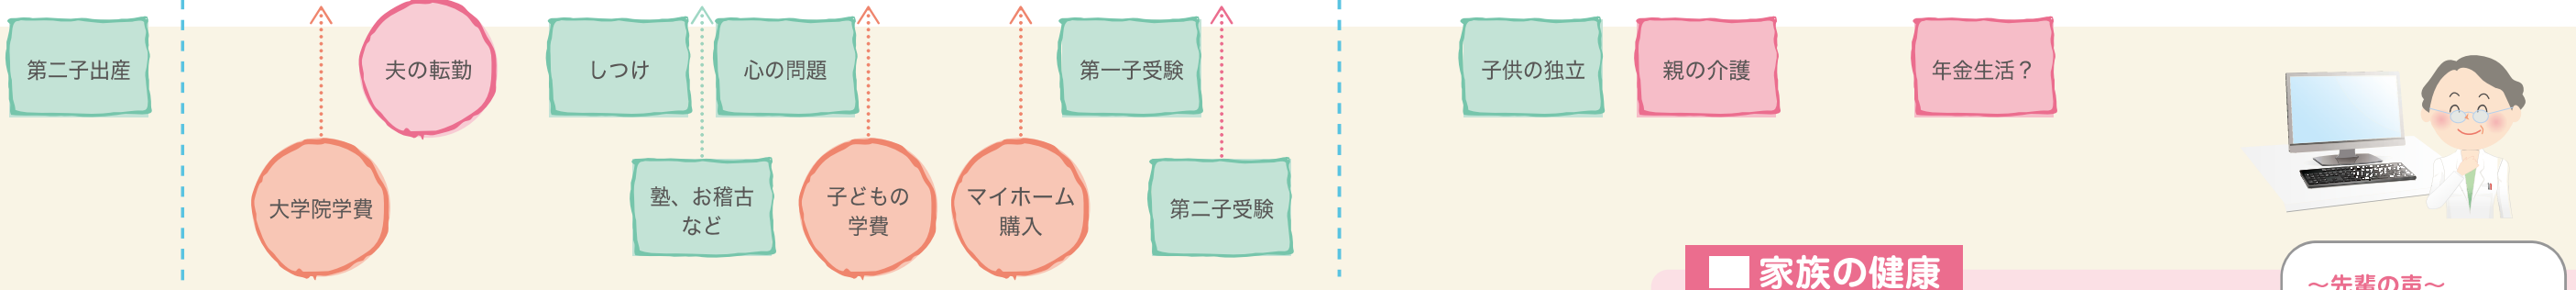 第二子出産
夫の転勤
しつけ
心の問題
第一子受験
子供の独立
親の介護
年金生活？
大学院学費
塾、お稽古
など
子どもの
学費
マイホーム
購入
第二子受験
家族の健康
～先輩の声～